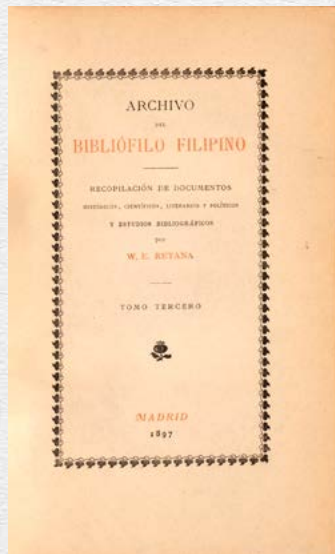 ARCHIVO
DEL
BIBLIÓFILO FILIPINO
RECOPILACIÓN DE DOCUMENTOS
HISTÓRICOS, CIENTÍFICOS, LITERARIOS Y POLÍTICOS
Y ESTUDIOS BIBLIOGRÁFICOS
por
W. E. RETANA
TOMO TERCERO
MADRID
1897